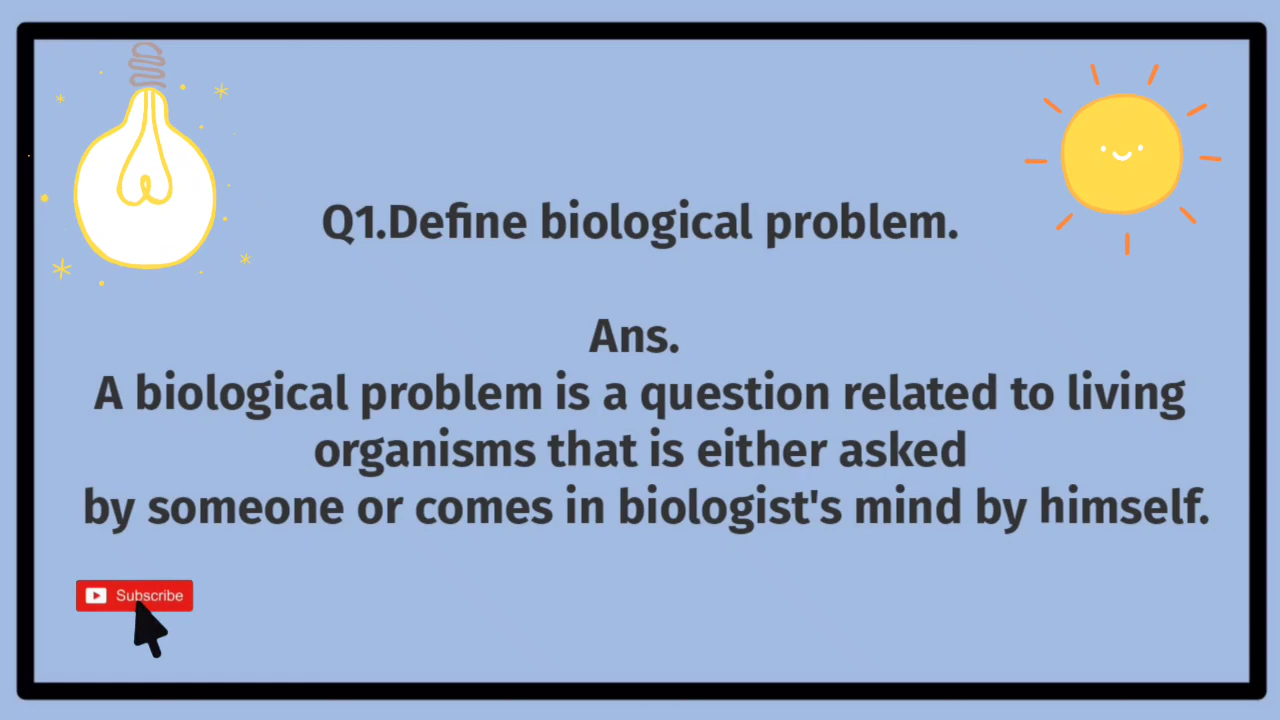 Q1.Define biological problem.
Ans.
A biological problem is a question related to living
organisms that is either asked
by someone or comes in biologist's mind by himself.
Subscribe